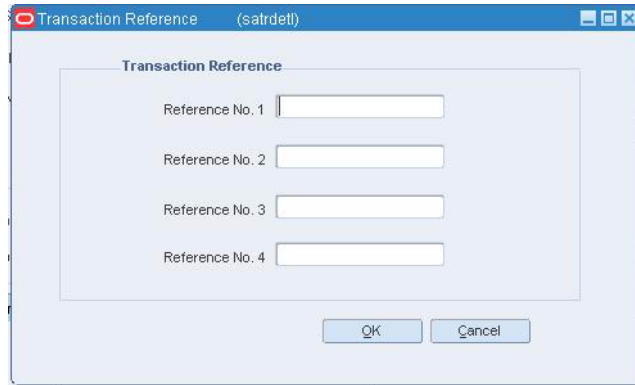 Transaction Reference (satrdetl)
Transaction Reference
Reference No. 1
Reference No. 2
Reference No. 3
Reference No. 4
OK Cancel